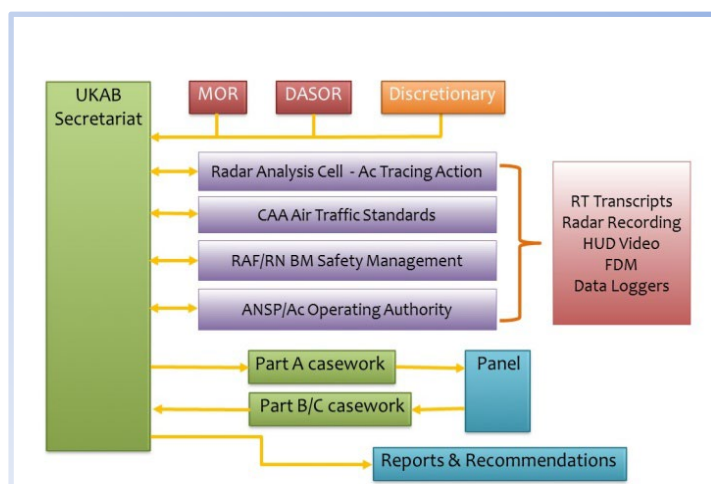 UKAB
Secretariat
MOR
DASOR
Discretionary
Radar Analysis Cell - Ac Tracing Action
CAA Air Traffic Standards
RAF/RN BM Safety Management
ANSP/Ac Operating Authority
RT Transcripts
Radar Recording
HUD Video
FDM
Data Loggers
Part A casework
Panel
Part B/C casework
Reports & Recommendations